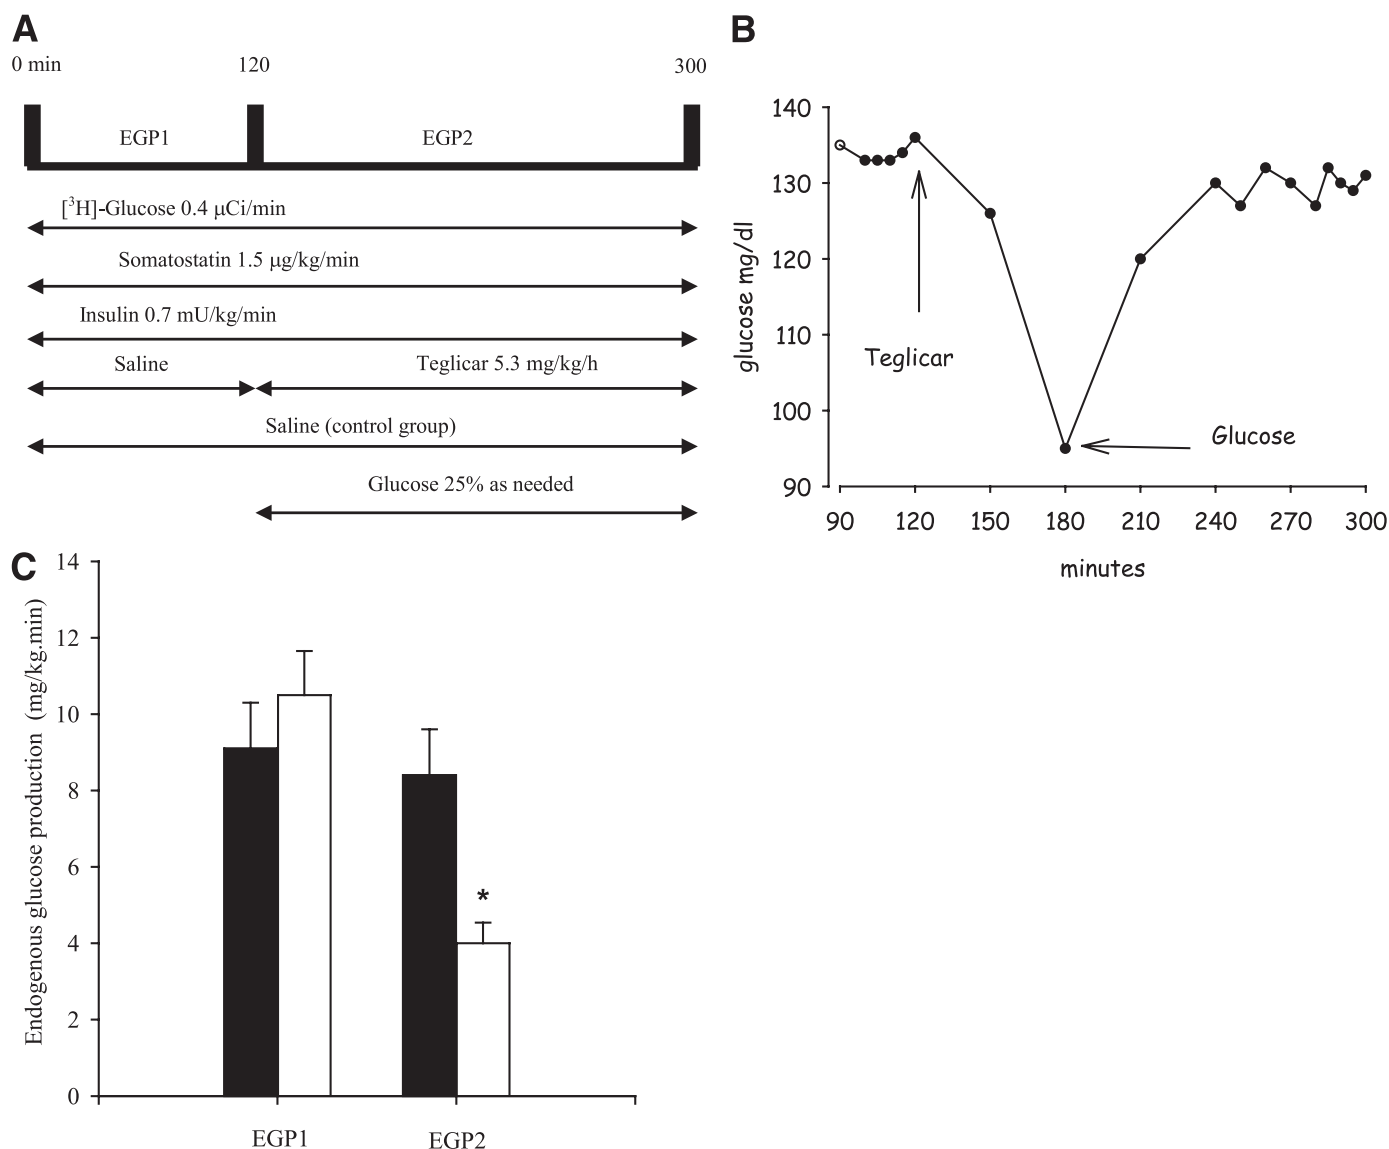 A
0 min 120 300
EGP1 EGP2
[³H]-Glucose 0.4 μCi/min
Somatostatin 1.5 μg/kg/min
Insulin 0.7 mU/kg/min
Saline Teglicar 5.3 mg/kg/h
Saline (control group)
Glucose 25% as needed
B
glucose mg/dl
140
130
120
110
100
90
Teglicar
Glucose
90 120 150 180 210 240 270 300
minutes
C
Endogenous glucose production (mg/kg.min)
14
12
10
8
6
4
2
0
*
EGP1 EGP2